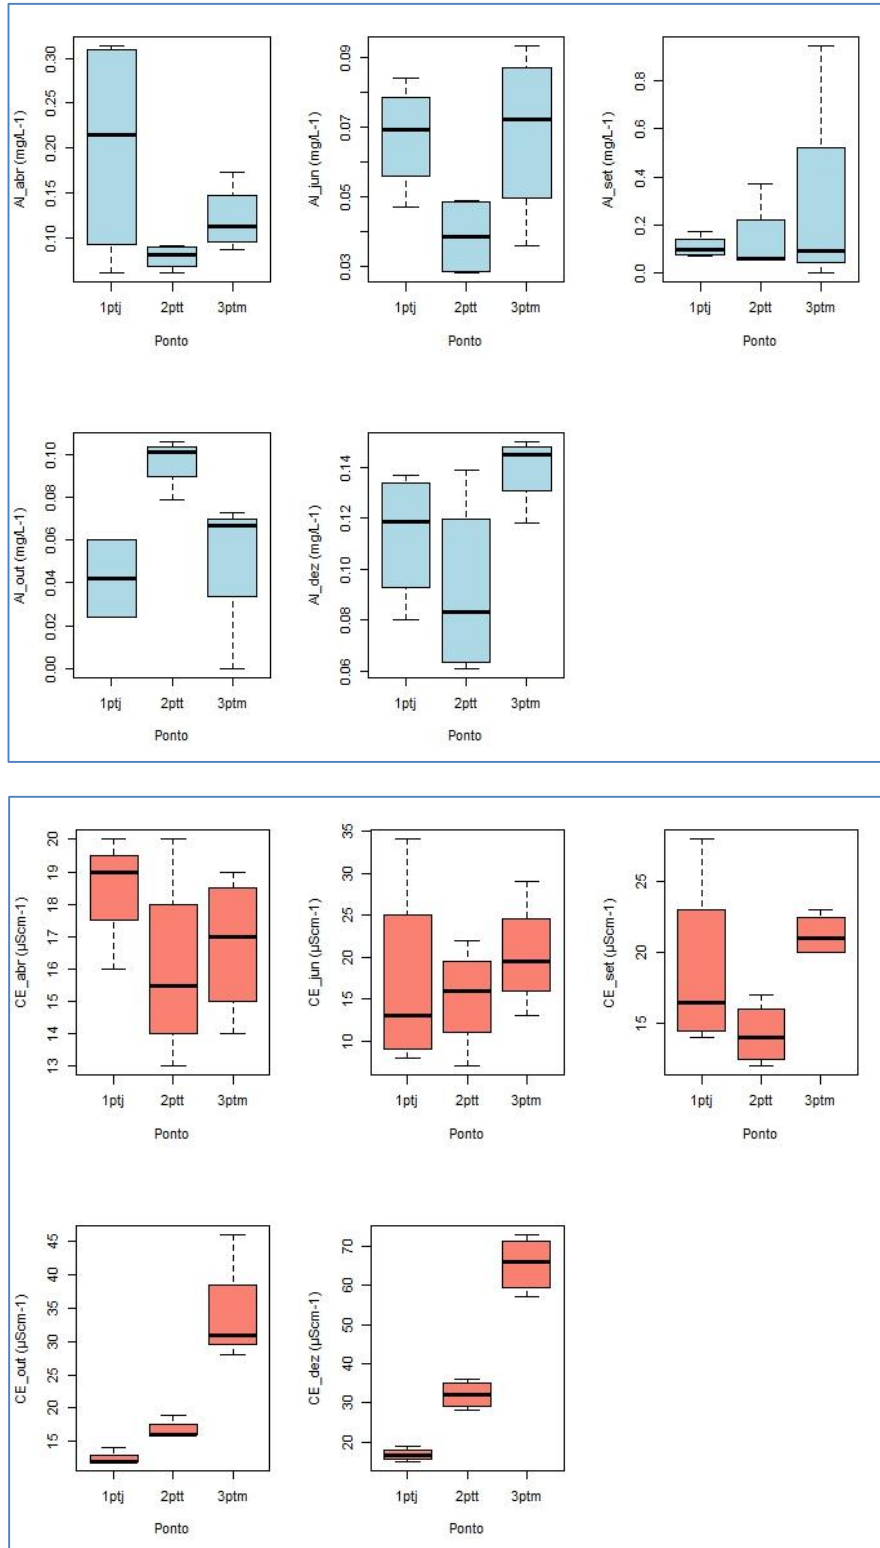 Al_abr (mg/L-1)
0.10
0.15
0.20
0.30
1ptj
2ptt
3ptm
Ponto
Al_jun (mg/L-1)
0.03
0.05
0.07
0.09
1ptj
2ptt
3ptm
Ponto
Al_set (mg/L-1)
0.0
0.2
0.4
0.6
0.8
1ptj
2ptt
3ptm
Ponto
Al_out (mg/L-1)
0.00
0.02
0.04
0.06
0.08
0.10
1ptj
2ptt
3ptm
Ponto
Al_dez (mg/L-1)
0.06
0.08
0.10
0.12
0.14
1ptj
2ptt
3ptm
Ponto
CE_abr (µScm-1)
13
14
15
16
17
18
19
20
1ptj
2ptt
3ptm
Ponto
CE_jun (µScm-1)
10
15
20
25
30
35
1ptj
2ptt
3ptm
Ponto
CE_set (µScm-1)
15
20
25
1ptj
2ptt
3ptm
Ponto
CE_out (µScm-1)
15
20
25
30
35
40
45
1ptj
2ptt
3ptm
Ponto
CE_dez (µScm-1)
20
30
40
50
60
70
1ptj
2ptt
3ptm
Ponto